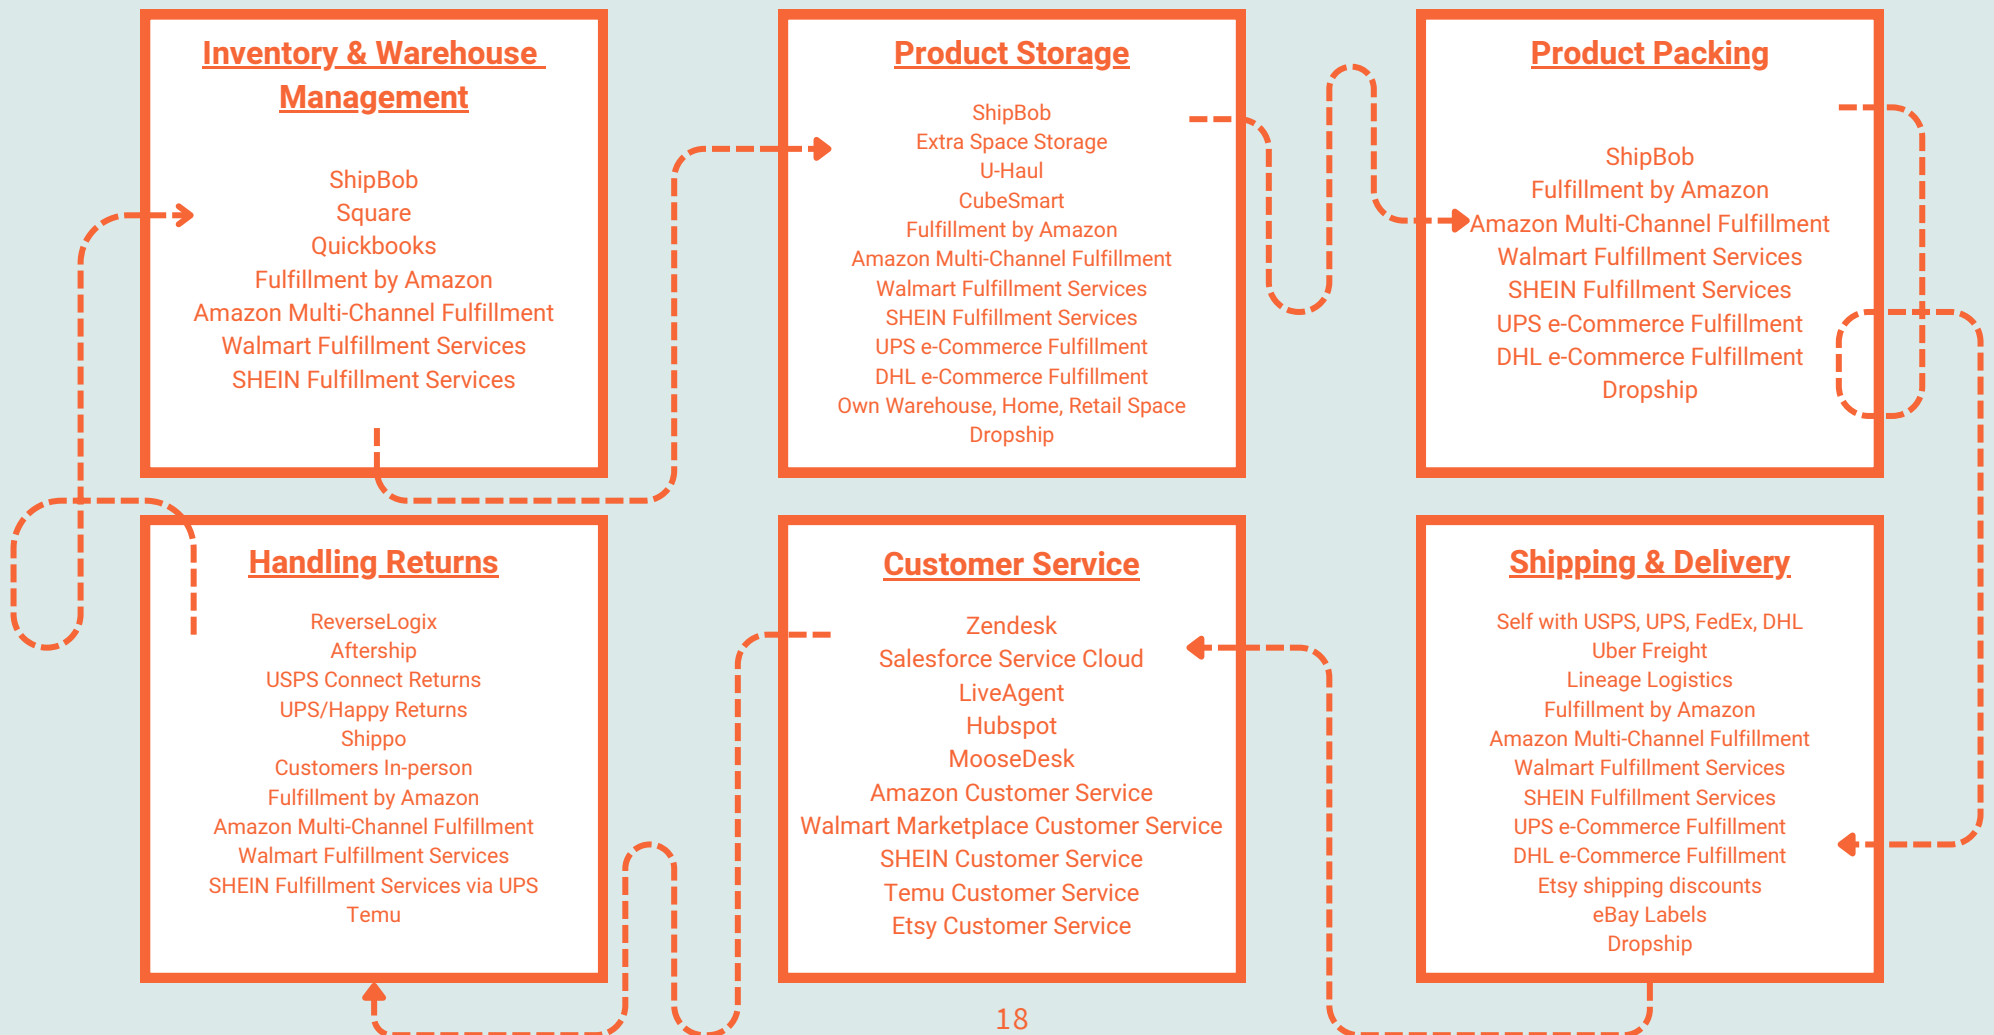 Inventory & Warehouse
Management
ShipBob
Square
Quickbooks
Fulfillment by Amazon
Amazon Multi-Channel Fulfillment
Walmart Fulfillment Services
SHEIN Fulfillment Services
Product Storage
ShipBob
Extra Space Storage
U-Haul
CubeSmart
Fulfillment by Amazon
Amazon Multi-Channel Fulfillment
Walmart Fulfillment Services
SHEIN Fulfillment Services
UPS e-Commerce Fulfillment
DHL e-Commerce Fulfillment
Own Warehouse, Home, Retail Space
Dropship
Product Packing
ShipBob
Fulfillment by Amazon
Amazon Multi-Channel Fulfillment
Walmart Fulfillment Services
SHEIN Fulfillment Services
UPS e-Commerce Fulfillment
DHL e-Commerce Fulfillment
Dropship
Handling Returns
ReverseLogix
Aftership
USPS Connect Returns
UPS/Happy Returns
Shippo
Customers In-person
Fulfillment by Amazon
Amazon Multi-Channel Fulfillment
Walmart Fulfillment Services
SHEIN Fulfillment Services via UPS
Temu
Customer Service
Zendesk
Salesforce Service Cloud
LiveAgent
Hubspot
MooseDesk
Amazon Customer Service
Walmart Marketplace Customer Service
SHEIN Customer Service
Temu Customer Service
Etsy Customer Service
Shipping & Delivery
Self with USPS, UPS, FedEx, DHL
Uber Freight
Lineage Logistics
Fulfillment by Amazon
Amazon Multi-Channel Fulfillment
Walmart Fulfillment Services
SHEIN Fulfillment Services
UPS e-Commerce Fulfillment
DHL e-Commerce Fulfillment
Etsy shipping discounts
eBay Labels
Dropship
18